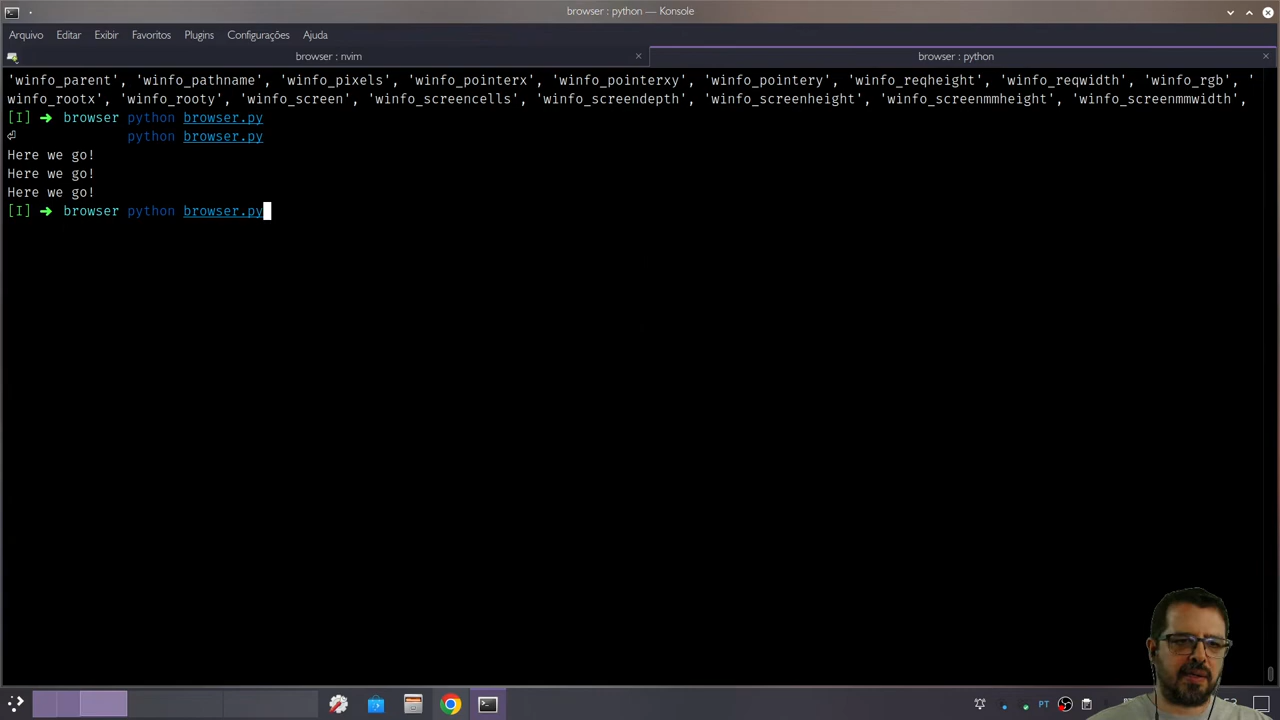 browser : python — Konsole
Arquivo Editar Exibir Favoritos Plugins Configurações Ajuda
browser : nvim
browser : python
'winfo_parent', 'winfo_pathname', 'winfo_pixels', 'winfo_pointerx', 'winfo_pointerxy', 'winfo_pointery', 'winfo_reqheight', 'winfo_reqwidth', 'winfo_rgb', '
winfo_rootx', 'winfo_rooty', 'winfo_screen', 'winfo_screencells', 'winfo_screendepth', 'winfo_screenheight', 'winfo_screenmmheight', 'winfo_screenmmwidth',
[I] ➜ browser python browser.py
⏎ python browser.py
Here we go!
Here we go!
Here we go!
[I] ➜ browser python browser.py
PT